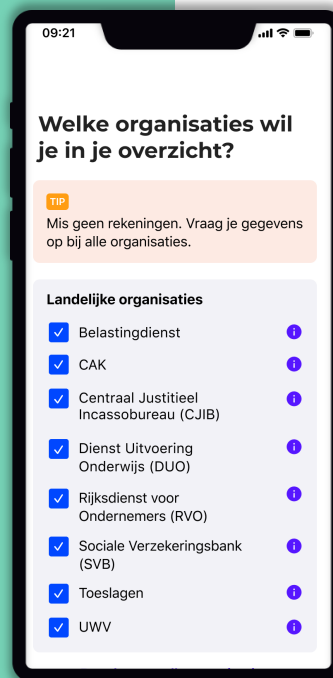 09:21
Welke organisaties wil
je in je overzicht?
TIP
Mis geen rekeningen. Vraag je gegevens
op bij alle organisaties.
Landelijke organisaties
Belastingdienst
CAK
Centraal Justitieel
Incassobureau (CJIB)
Dienst Uitvoering
Onderwijs (DUO)
Rijksdienst voor
Ondernemers (RVO)
Sociale Verzekeringsbank
(SVB)
Toeslagen
UWV